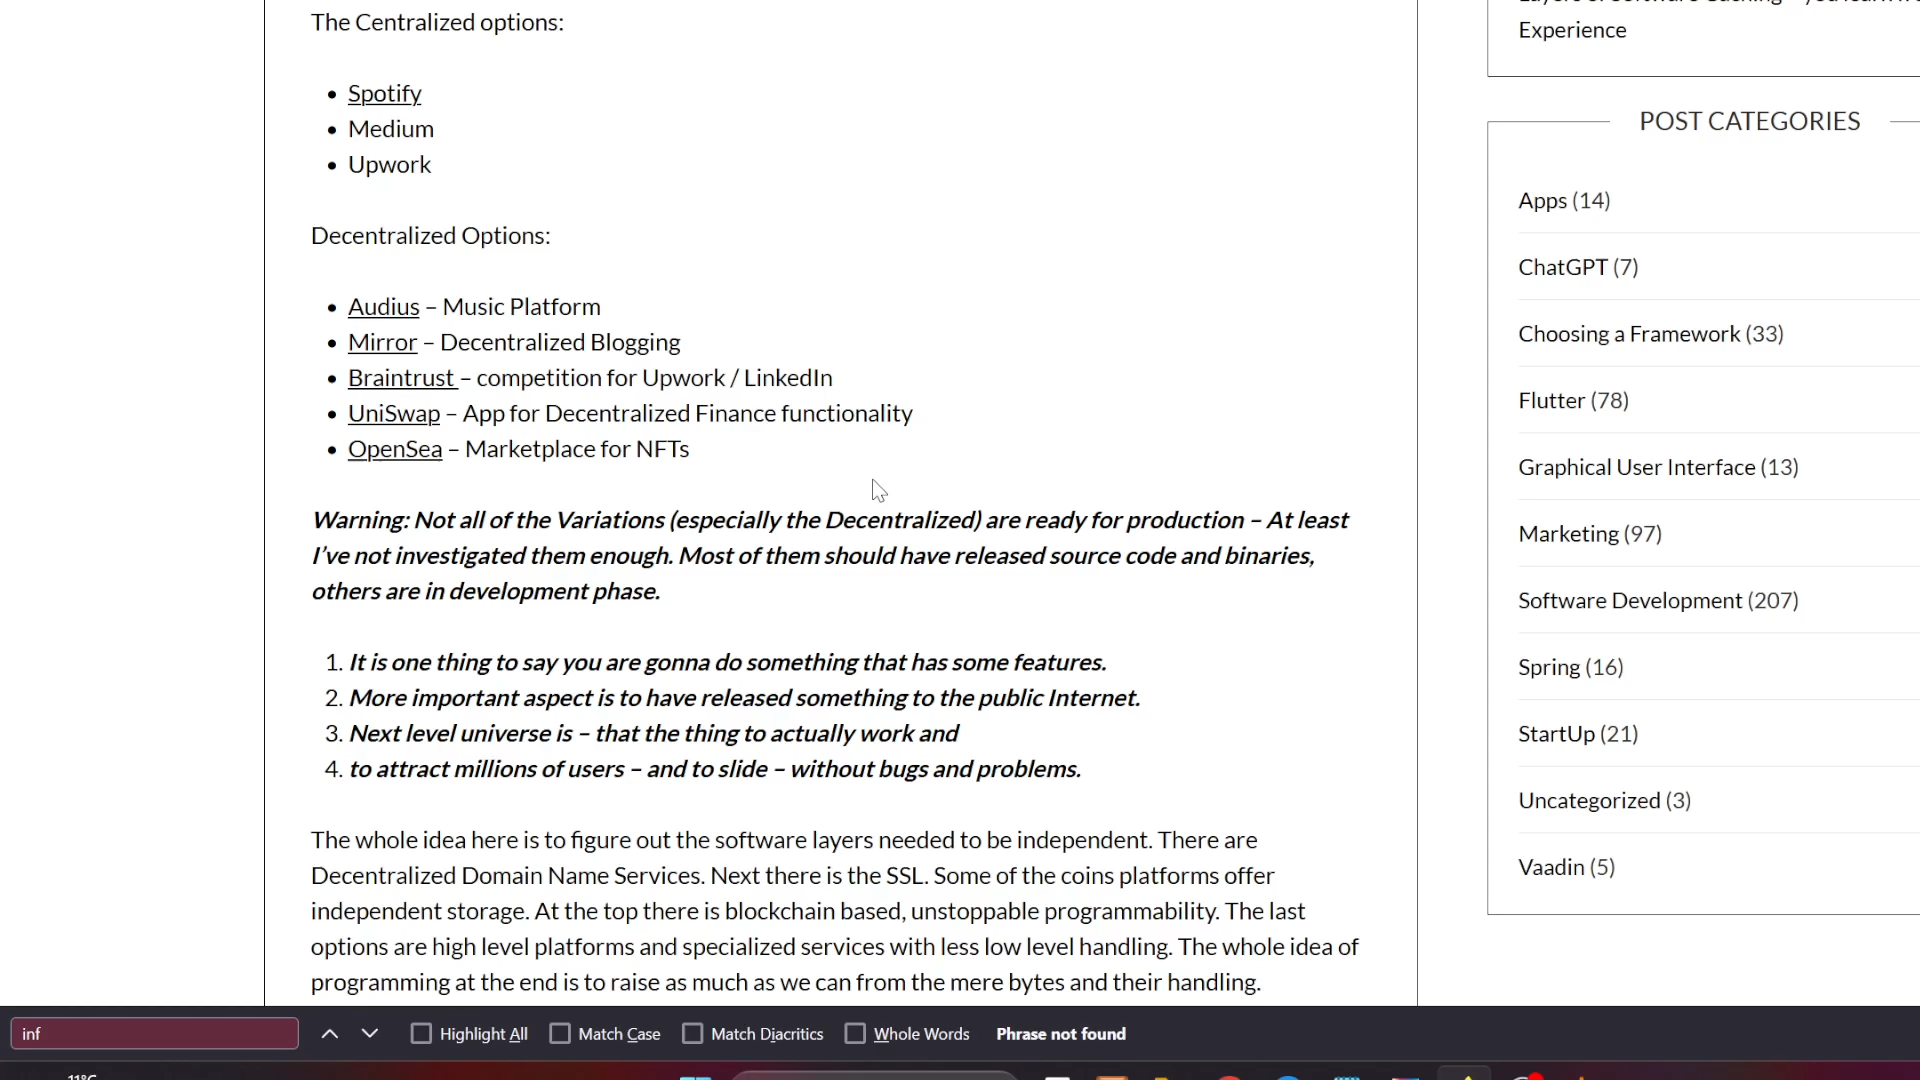 The Centralized options:
Experience
• Spotify
• Medium
• Upwork
Decentralized Options:
• Audius – Music Platform
• Mirror – Decentralized Blogging
• Braintrust – competition for Upwork / LinkedIn
• UniSwap – App for Decentralized Finance functionality
• OpenSea – Marketplace for NFTs
Warning: Not all of the Variations (especially the Decentralized) are ready for production – At least
I've not investigated them enough. Most of them should have released source code and binaries,
others are in development phase.
1. It is one thing to say you are gonna do something that has some features.
2. More important aspect is to have released something to the public Internet.
3. Next level universe is – that the thing to actually work and
4. to attract millions of users – and to slide – without bugs and problems.
The whole idea here is to figure out the software layers needed to be independent. There are
Decentralized Domain Name Services. Next there is the SSL. Some of the coins platforms offer
independent storage. At the top there is blockchain based, unstoppable programmability. The last
options are high level platforms and specialized services with less low level handling. The whole idea of
programming at the end is to raise as much as we can from the mere bytes and their handling.
POST CATEGORIES
Apps (14)
ChatGPT (7)
Choosing a Framework (33)
Flutter (78)
Graphical User Interface (13)
Marketing (97)
Software Development (207)
Spring (16)
StartUp (21)
Uncategorized (3)
Vaadin (5)
inf
Highlight All
Match Case
Match Diacritics
Whole Words
Phrase not found